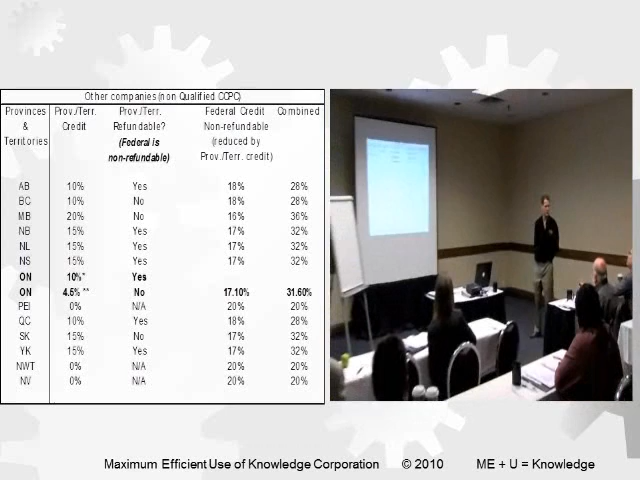 Other companies (non Qualified CCPC)
Provinces Prov./Terr. Prov./Terr. Federal Credit Combined
& Credit Refundable? Non-refundable
Territories (Federal is (reduced by
non-refundable) Prov./Terr. credit)
AB 10% Yes 18% 28%
BC 10% No 18% 28%
MB 20% No 16% 36%
NB 15% Yes 17% 32%
NL 15% Yes 17% 32%
NS 15% Yes 17% 32%
ON 10%* Yes
ON 4.5% ** No 17.10% 31.60%
PEI 0% N/A 20% 20%
QC 10% Yes 18% 28%
SK 15% No 17% 32%
YK 15% Yes 17% 32%
NWT 0% N/A 20% 20%
NV 0% N/A 20% 20%
Maximum Efficient Use of Knowledge Corporation © 2010 ME + U = Knowledge